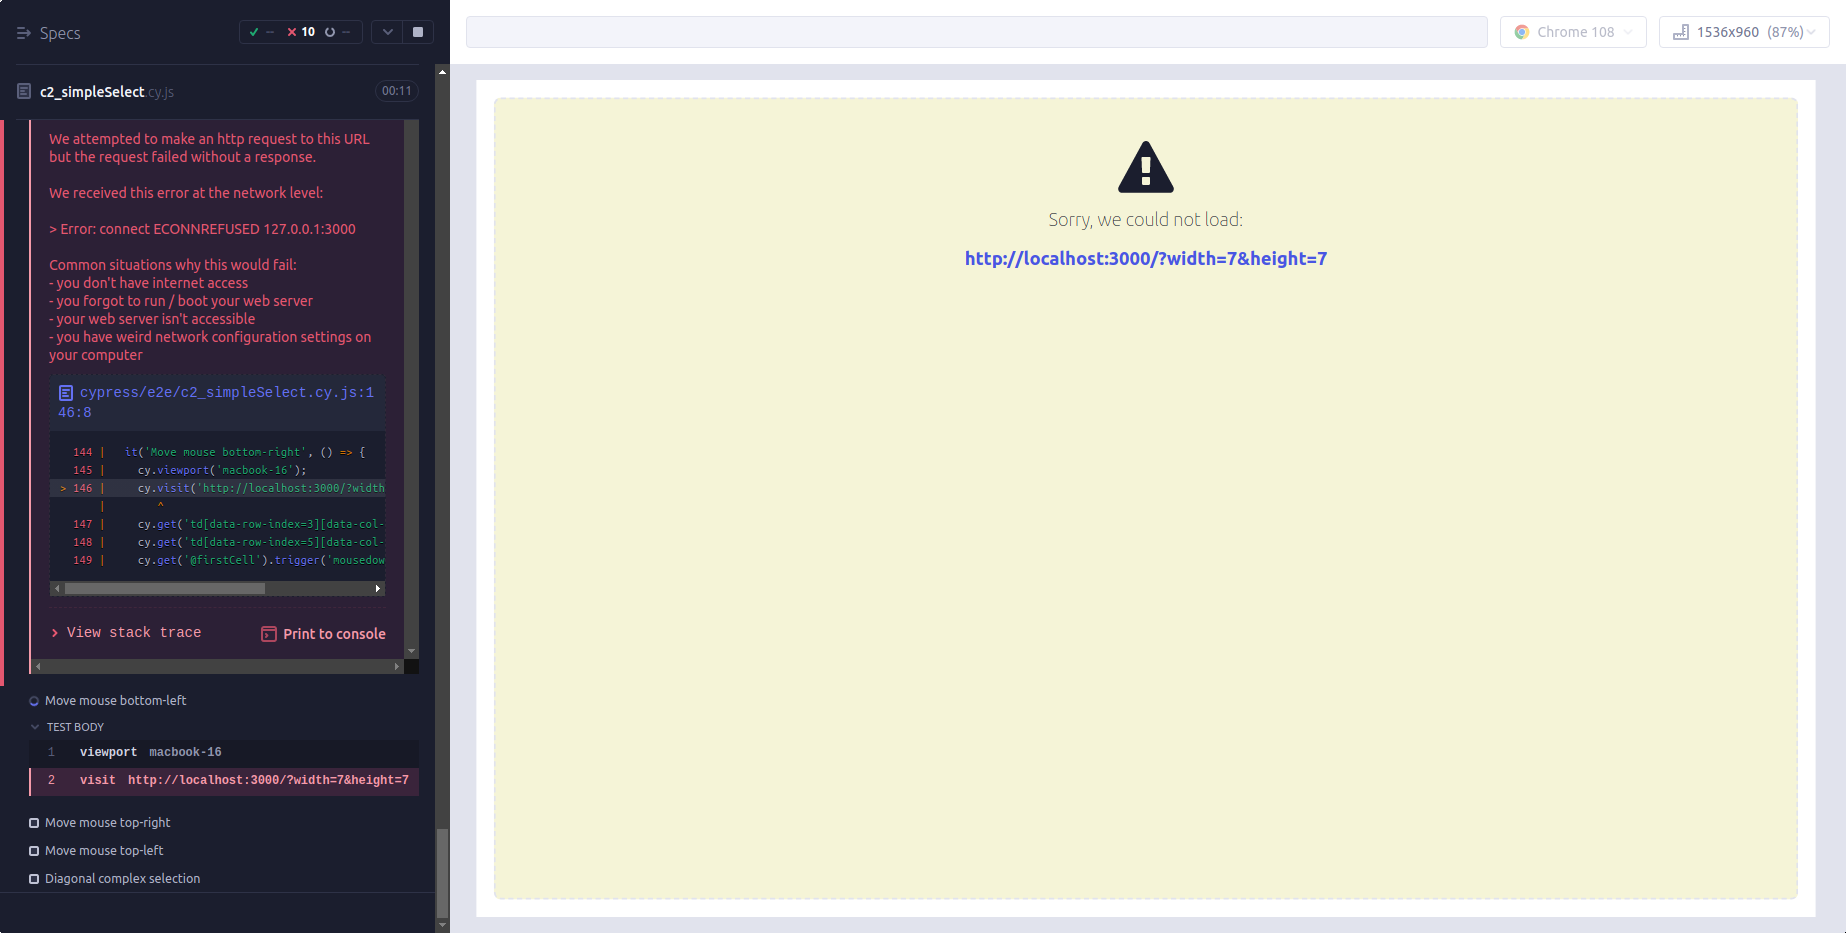 Specs
-- 10 --
c2_simpleSelect.cy.js 00:11
We attempted to make an http request to this URL
but the request failed without a response.
We received this error at the network level:
> Error: connect ECONNREFUSED 127.0.0.1:3000
Common situations why this would fail:
- you don't have internet access
- you forgot to run / boot your web server
- your web server isn't accessible
- you have weird network configuration settings on
your computer
cypress/e2e/c2_simpleSelect.cy.js:1
46:8
144 | it('Move mouse bottom-right', () => {
145 | cy.viewport('macbook-16');
> 146 | cy.visit('http://localhost:3000/?width
| ^
147 | cy.get('td[data-row-index=3][data-col-
148 | cy.get('td[data-row-index=5][data-col-
149 | cy.get('@firstCell').trigger('mousedow
View stack trace
Print to console
Move mouse bottom-left
TEST BODY
1 viewport macbook-16
2 visit http://localhost:3000/?width=7&height=7
Move mouse top-right
Move mouse top-left
Diagonal complex selection
Chrome 108
1536x960 (87%)
Sorry, we could not load:
http://localhost:3000/?width=7&height=7